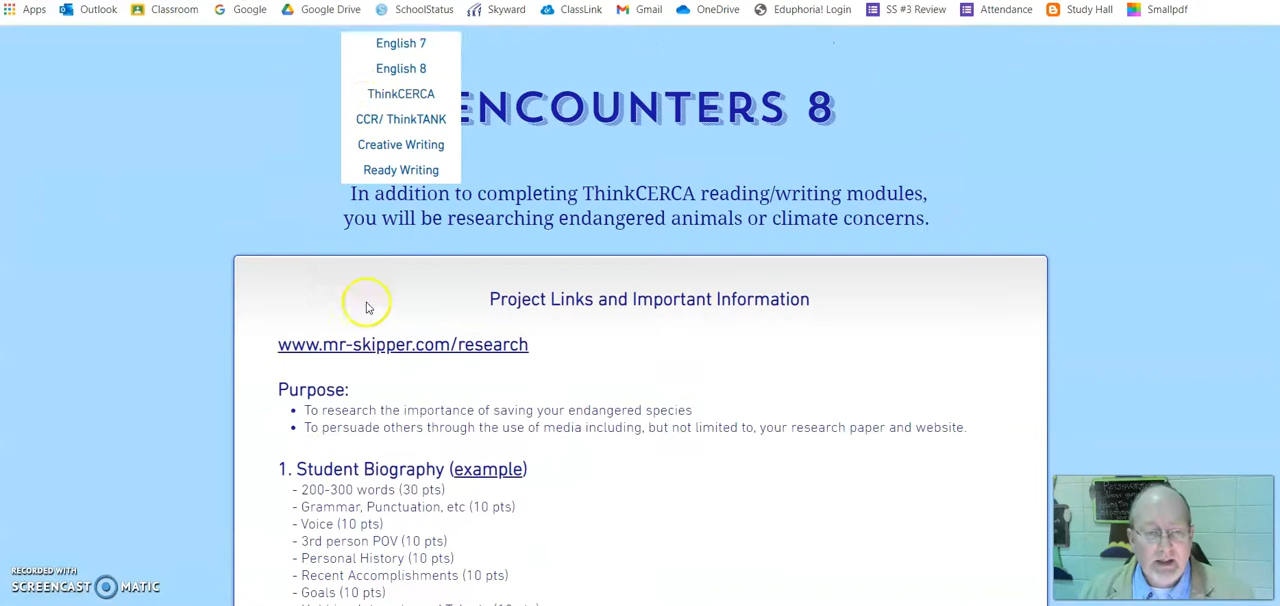 Apps Outlook Classroom Google Google Drive SchoolStatus Skyward ClassLink Gmail OneDrive Eduphoria! Login SS #3 Review Attendance Study Hall Smallpdf
English 7
English 8
ThinkCERCA
CCR/ ThinkTANK
Creative Writing
Ready Writing
ENCOUNTERS 8
In addition to completing ThinkCERCA reading/writing modules,
you will be researching endangered animals or climate concerns.
Project Links and Important Information
www.mr-skipper.com/research
Purpose:
• To research the importance of saving your endangered species
• To persuade others through the use of media including, but not limited to, your research paper and website.
1. Student Biography (example)
- 200-300 words (30 pts)
- Grammar, Punctuation, etc (10 pts)
- Voice (10 pts)
- 3rd person POV (10 pts)
- Personal History (10 pts)
- Recent Accomplishments (10 pts)
- Goals (10 pts)
RECORDED WITH
SCREENCAST MATIC